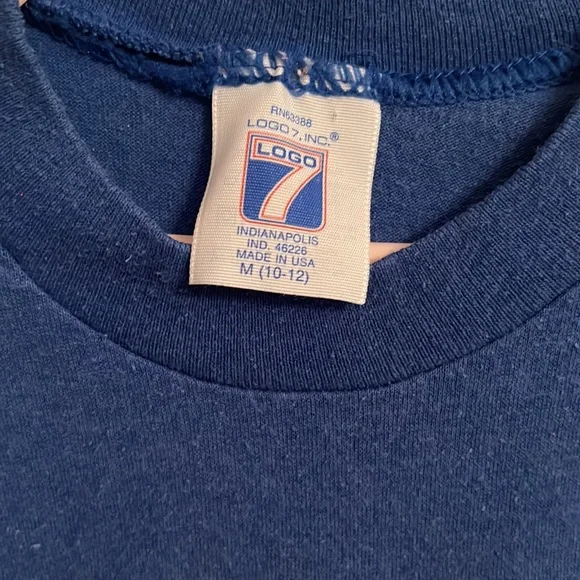 RN63388
LOGO 7, INC.®
LOGO
7
INDIANAPOLIS
IND. 46226
MADE IN USA
M (10-12)